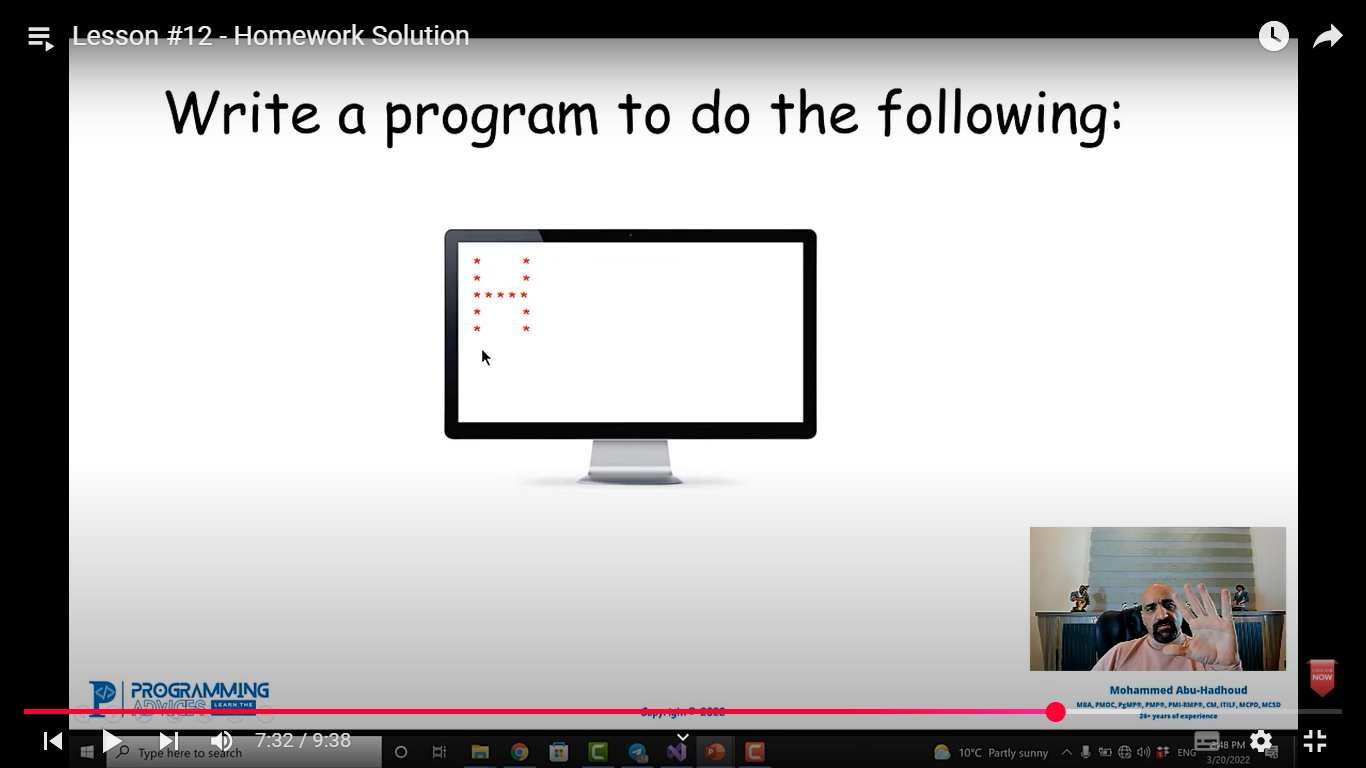 Lesson #12 - Homework Solution
Write a program to do the following:
*       *
*       *
* * * * *
*       *
*       *
PROGRAMMING
ADVICES LEARN THE
NOW
Mohammed Abu-Hadhoud
MBA, PMOC, PgMP®, PMP®, PMI-RMP®, CM, ITILF, MCPD, MCSD
26+ years of experience
Copyright © 2022
7:32 / 9:38
Type here to search
10°C Partly sunny
ENG
:48 PM
3/20/2022